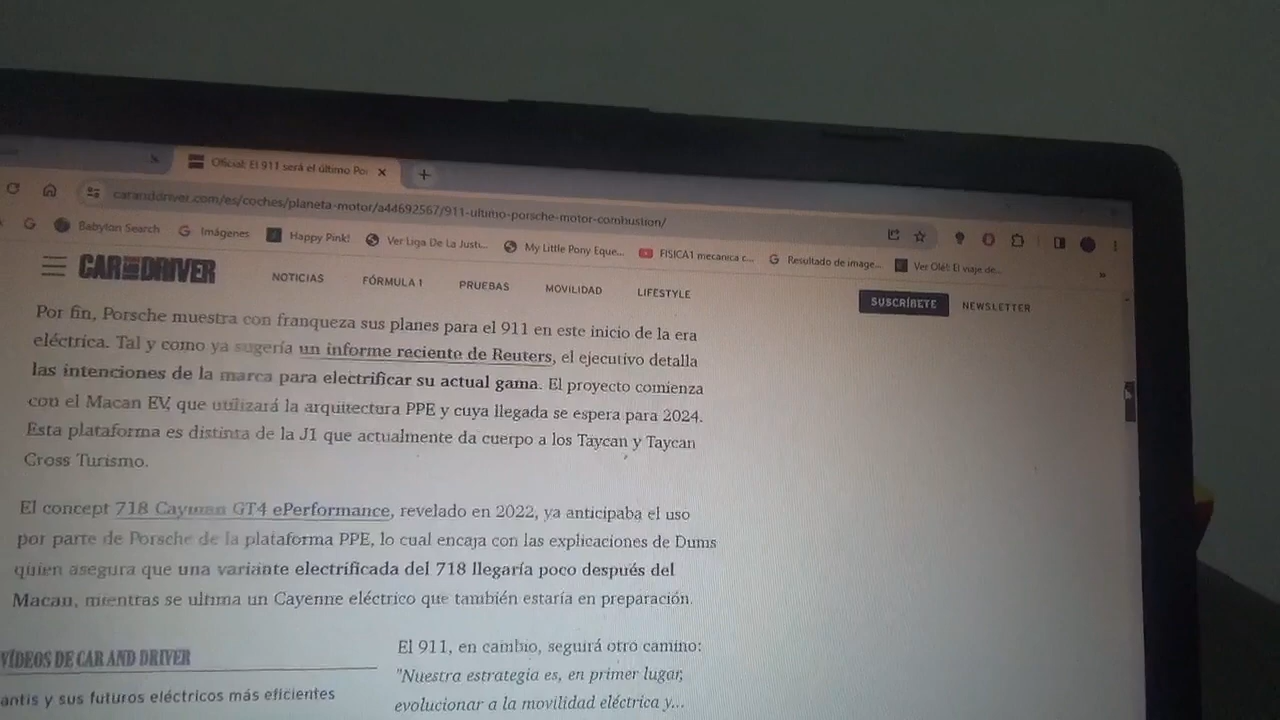 Oficial: El 911 será el último Po
caranddriver.com/es/coches/planeta-motor/a44692567/911-ultimo-porsche-motor-combustion/
Babylon Search
Imágenes
Happy Pink!
Ver Liga De La Justi...
My Little Pony Eque...
FISICA1 mecanica c...
Resultado de image...
Ver Olé! El viaje de...
CAR AND DRIVER
NOTICIAS
FÓRMULA 1
PRUEBAS
MOVILIDAD
LIFESTYLE
SUSCRÍBETE
NEWSLETTER
Por fin, Porsche muestra con franqueza sus planes para el 911 en este inicio de la era
eléctrica. Tal y como ya sugería un informe reciente de Reuters, el ejecutivo detalla
las intenciones de la marca para electrificar su actual gama. El proyecto comienza
con el Macan EV, que utilizará la arquitectura PPE y cuya llegada se espera para 2024.
Esta plataforma es distinta de la J1 que actualmente da cuerpo a los Taycan y Taycan
Cross Turismo.
El concept 718 Cayman GT4 ePerformance, revelado en 2022, ya anticipaba el uso
por parte de Porsche de la plataforma PPE, lo cual encaja con las explicaciones de Dums
quien asegura que una variante electrificada del 718 llegaría poco después del
Macan, mientras se ultima un Cayenne eléctrico que también estaría en preparación.
VÍDEOS DE CAR AND DRIVER
antis y sus futuros eléctricos más eficientes
El 911, en cambio, seguirá otro camino:
"Nuestra estrategia es, en primer lugar,
evolucionar a la movilidad eléctrica y...